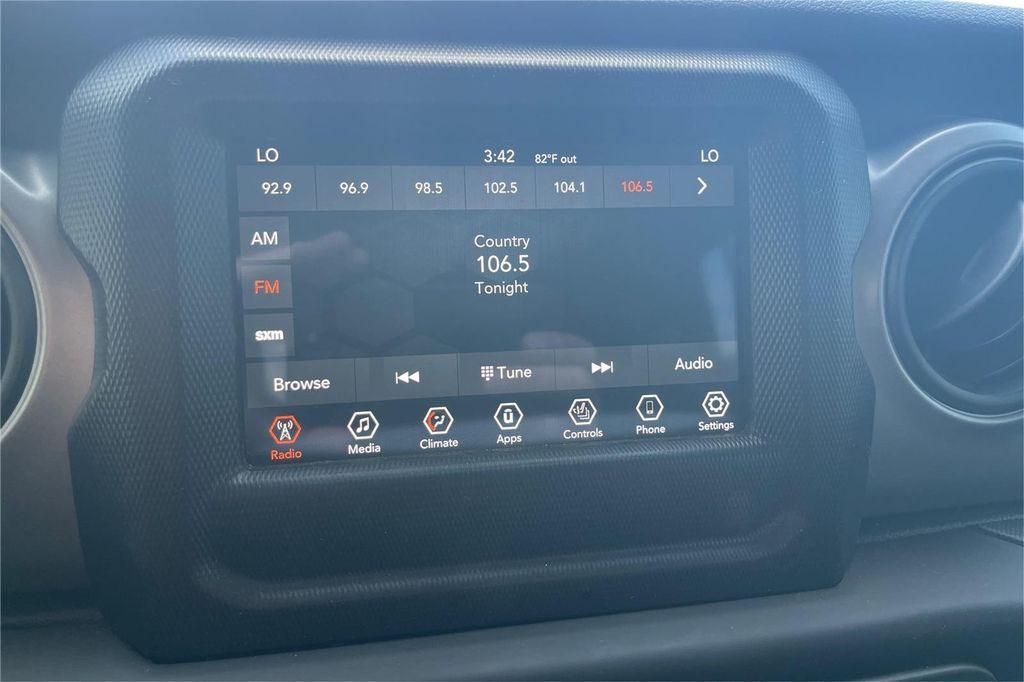 LO 3:42 82°F out LO
92.9 96.9 98.5 102.5 104.1 106.5
AM
FM
sxm
Country
106.5
Tonight
Browse Tune Audio
Radio Media Climate Apps Controls Phone Settings